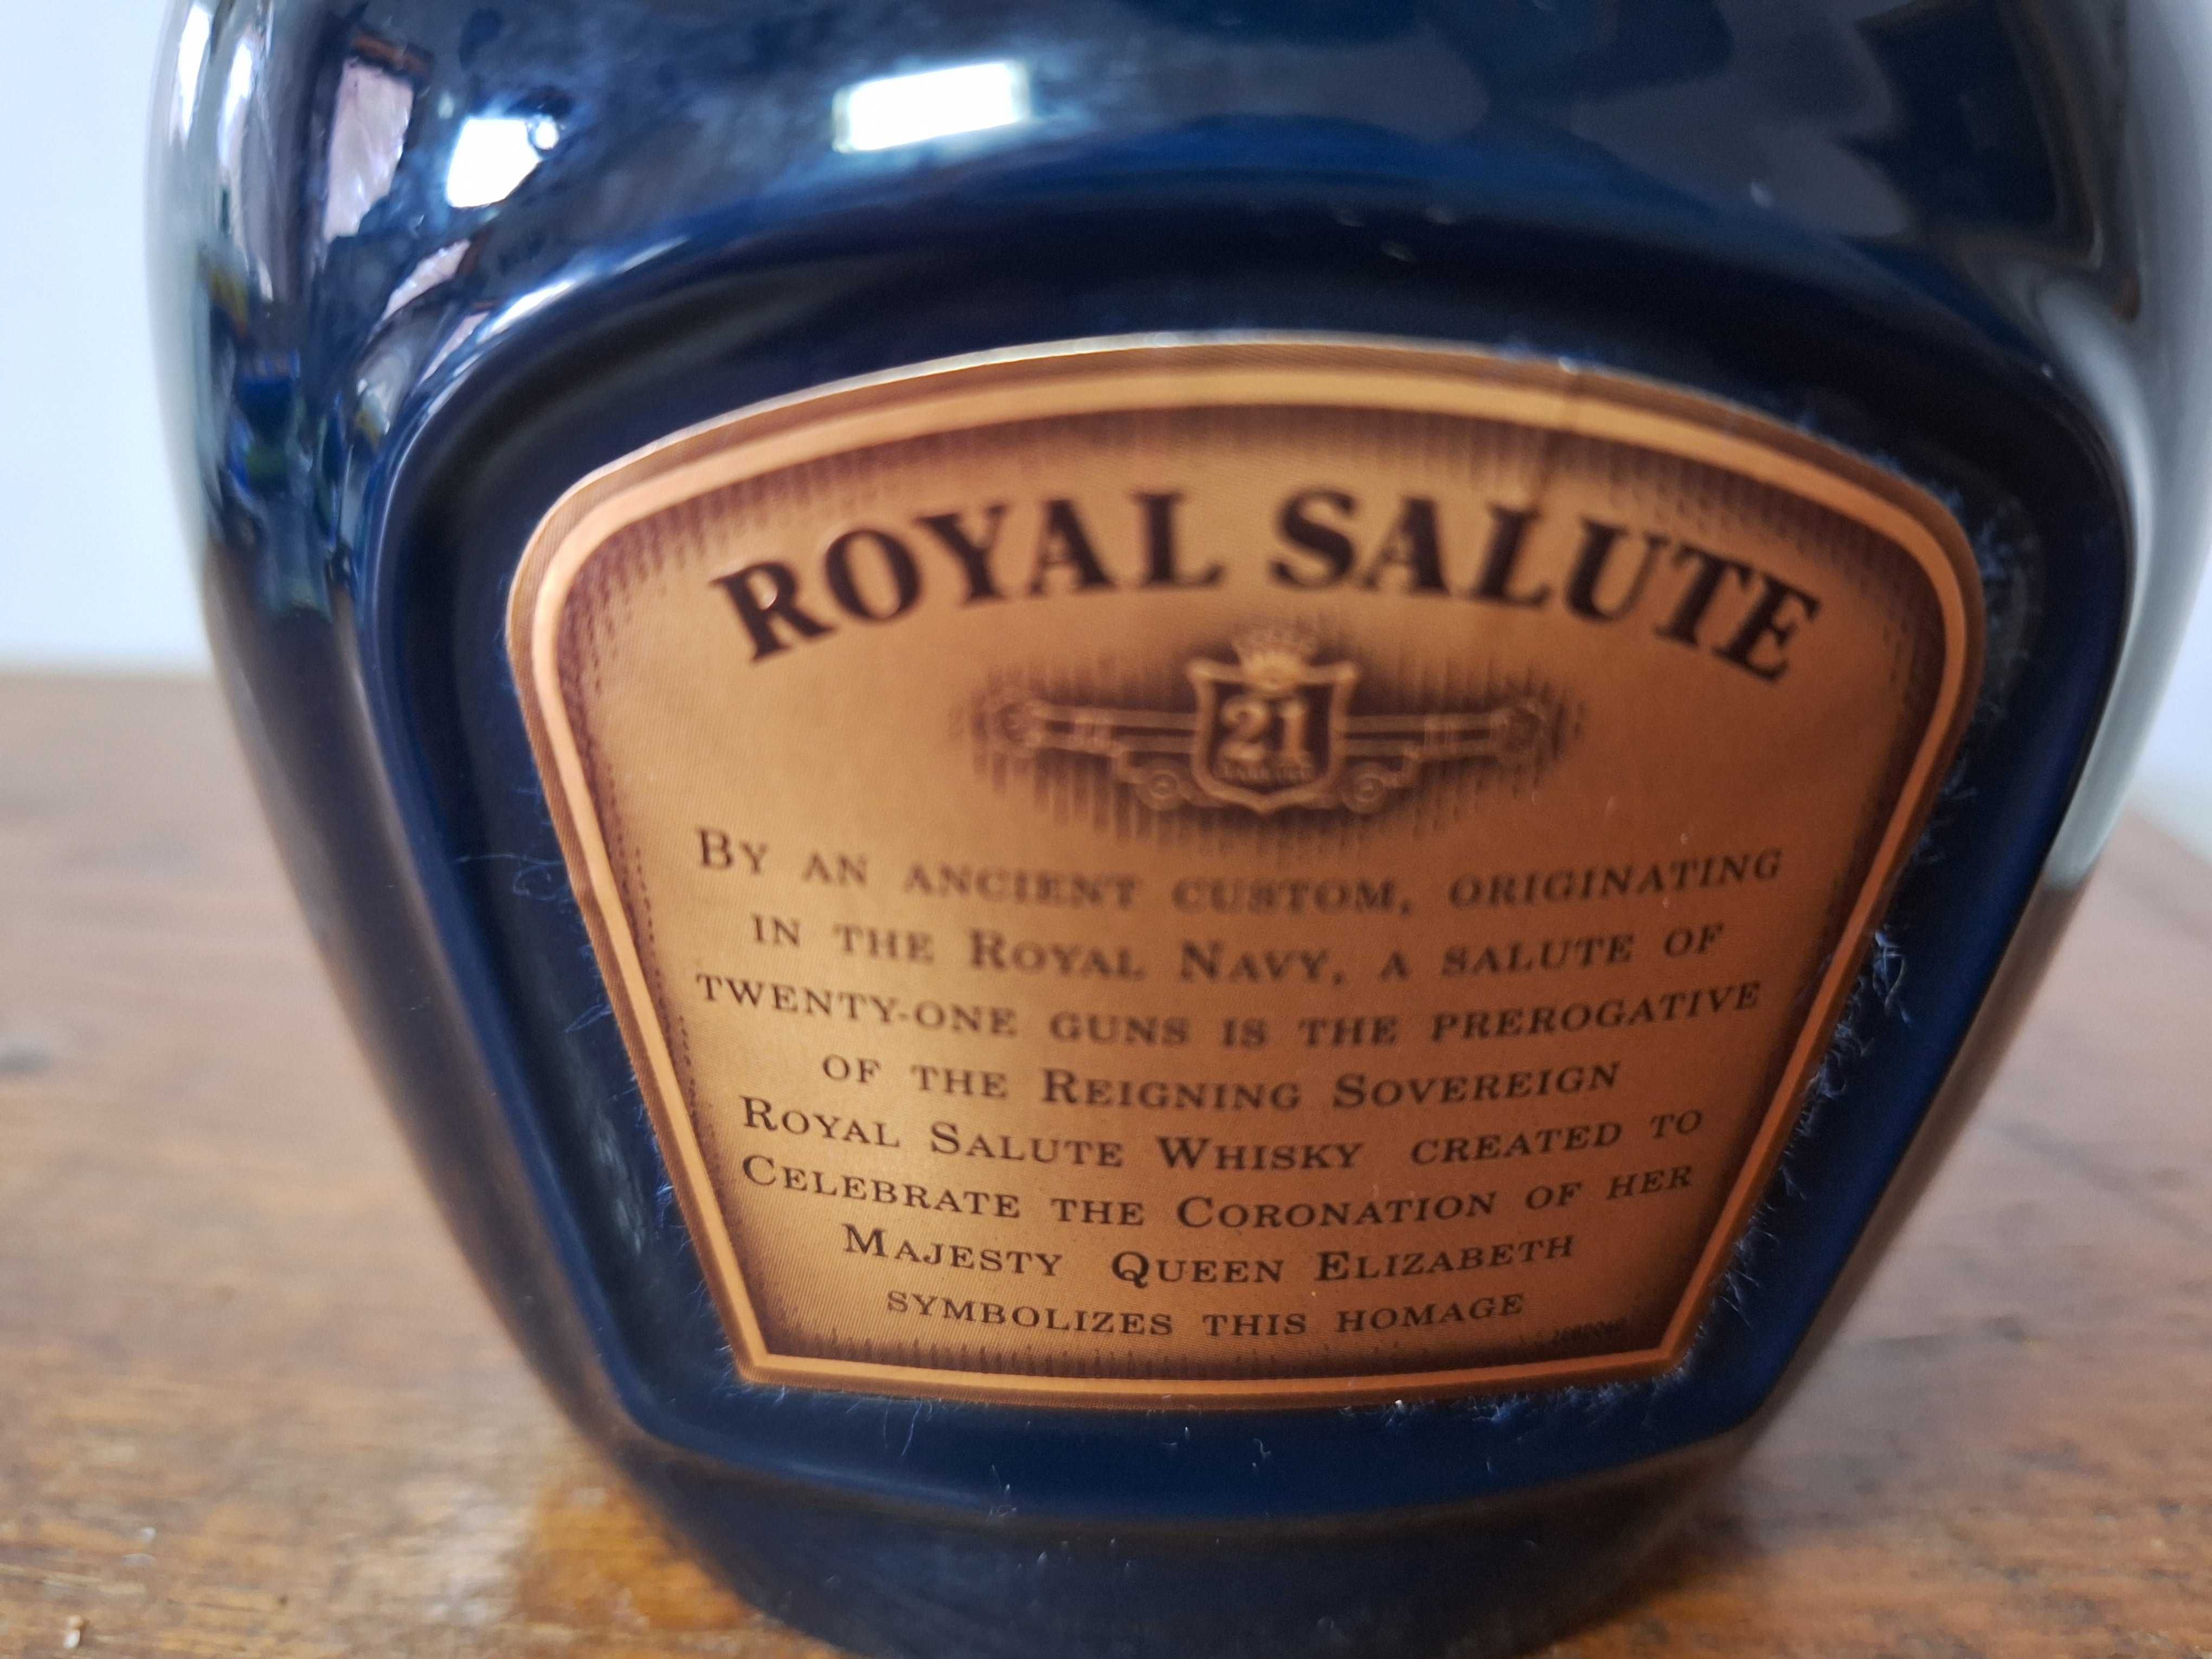 ROYAL SALUTE
21
BY AN ANCIENT CUSTOM, ORIGINATING
IN THE ROYAL NAVY, A SALUTE OF
TWENTY-ONE GUNS IS THE PREROGATIVE
OF THE REIGNING SOVEREIGN
ROYAL SALUTE WHISKY CREATED TO
CELEBRATE THE CORONATION OF HER
MAJESTY QUEEN ELIZABETH
SYMBOLIZES THIS HOMAGE